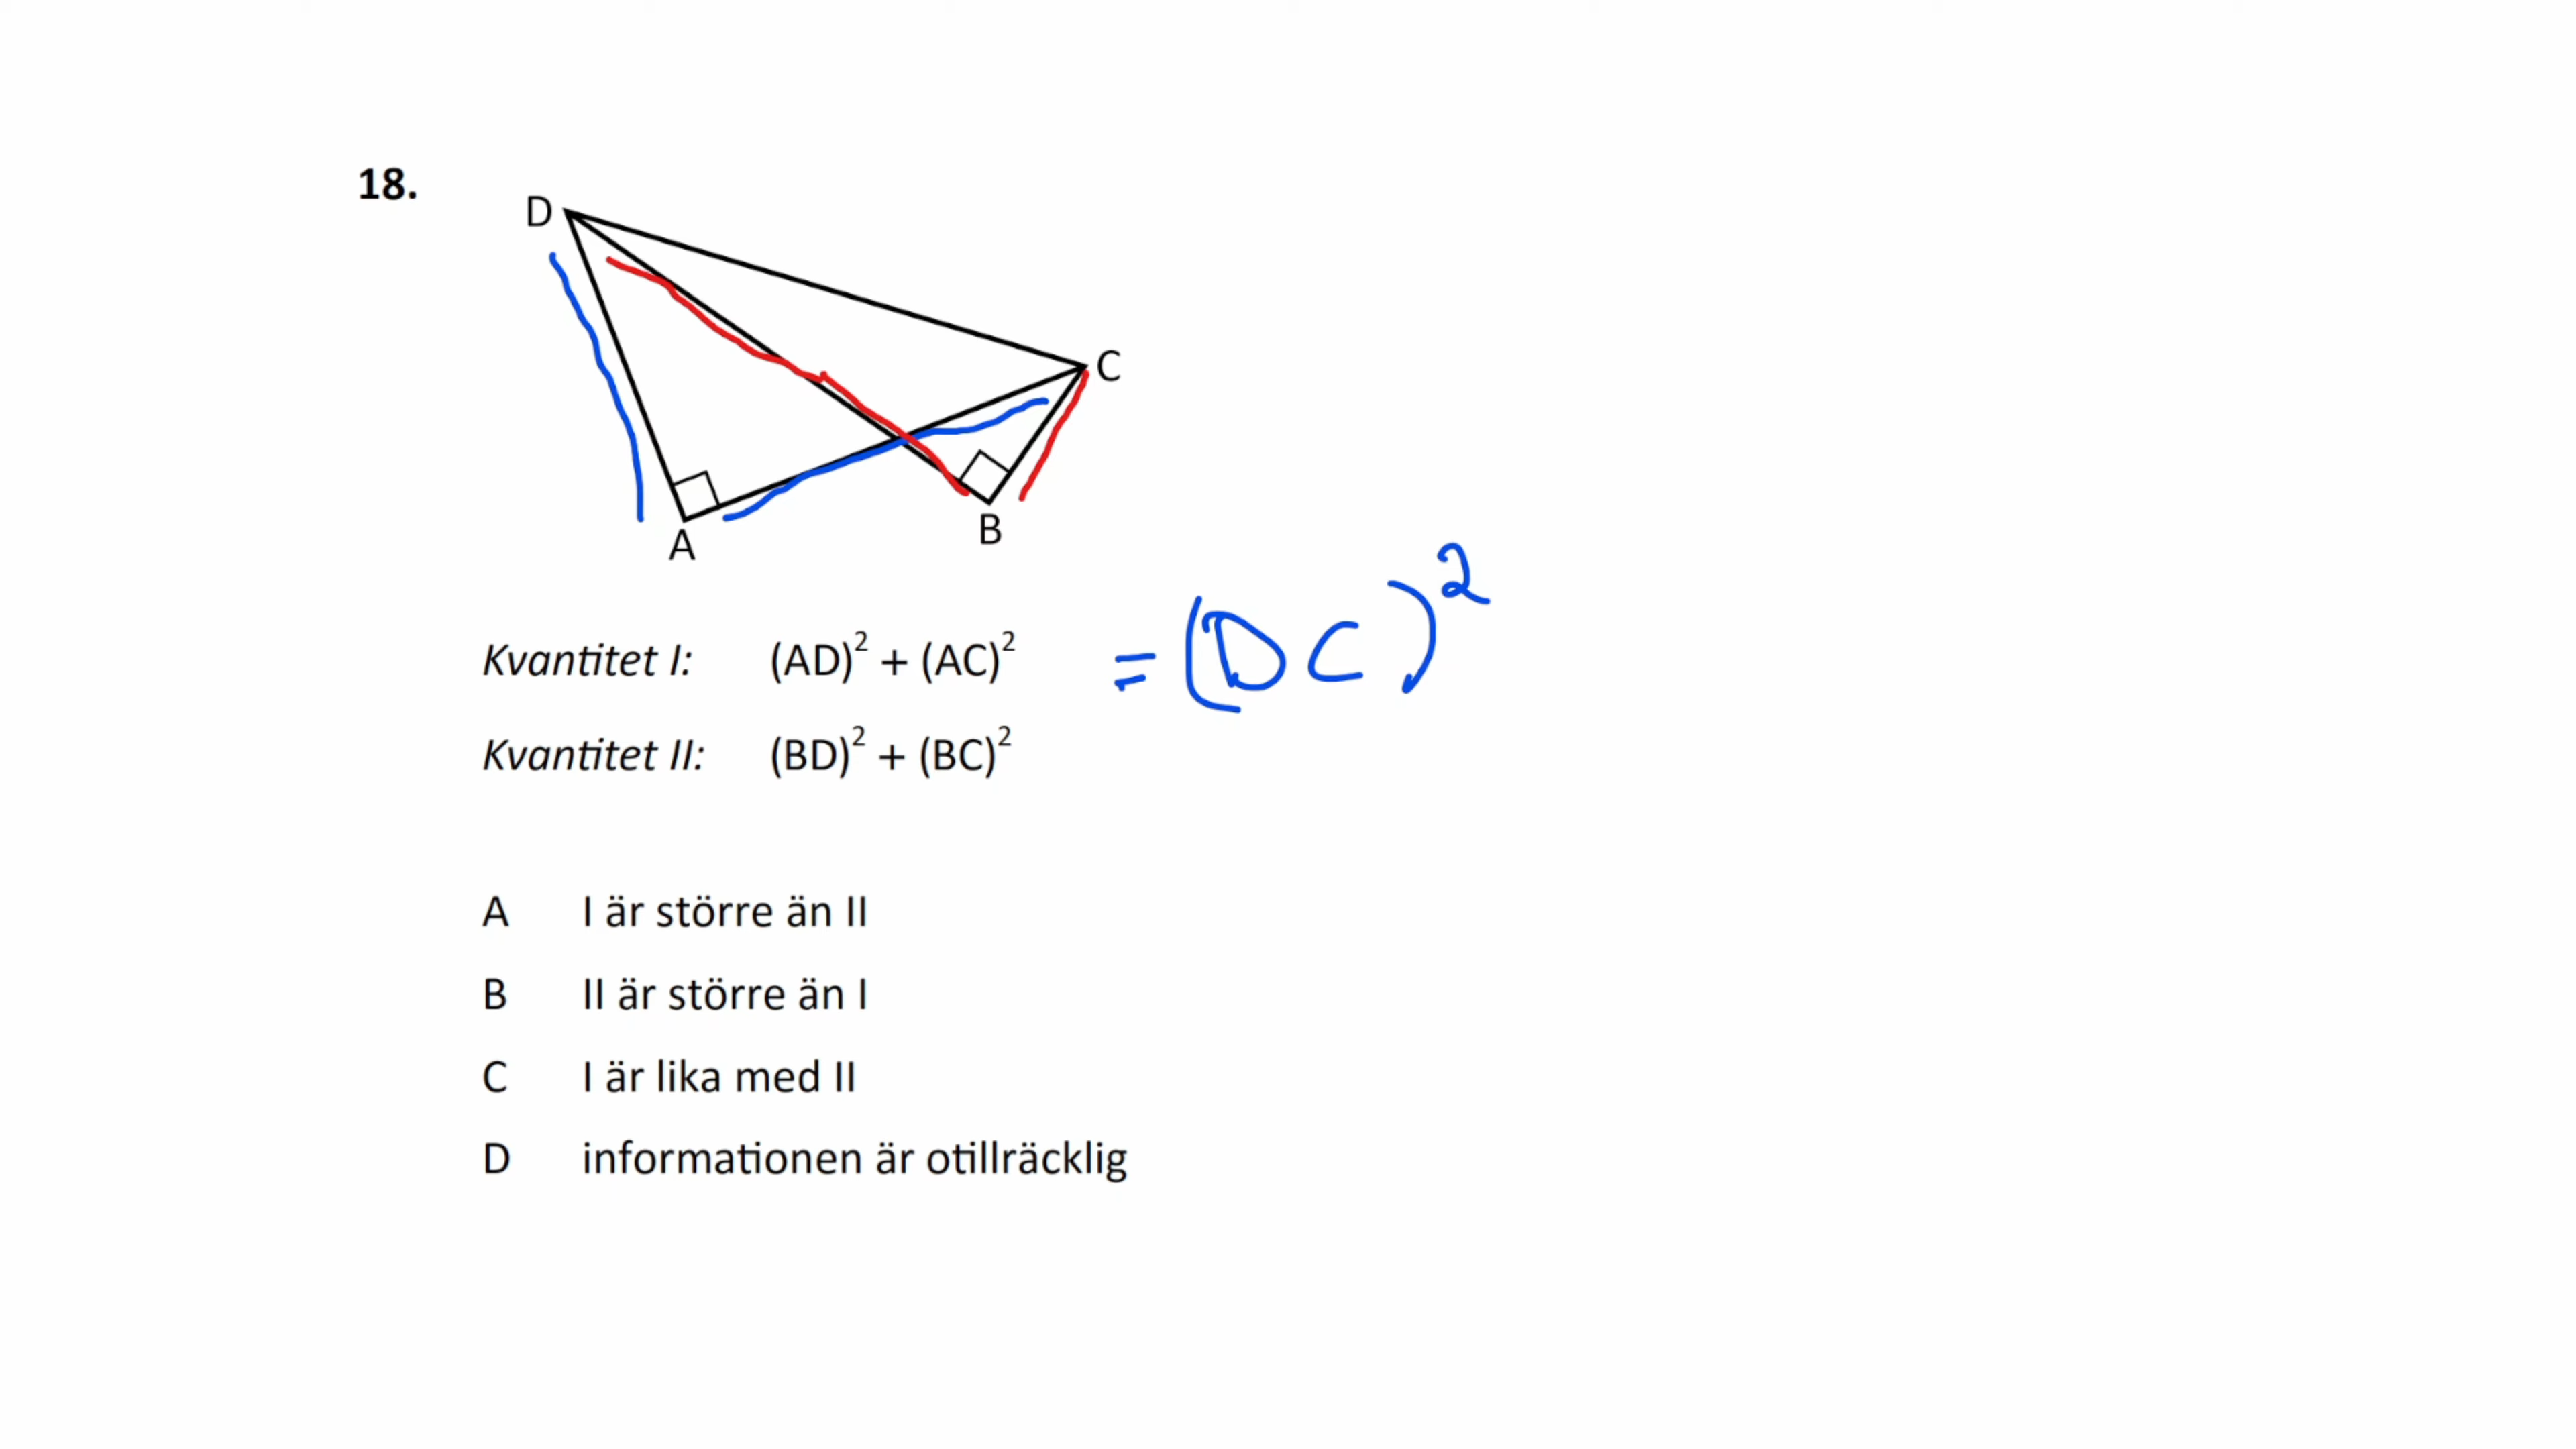 18.
D
C
A
B
Kvantitet I: (AD)² + (AC)² = (DC)²
Kvantitet II: (BD)² + (BC)²
A I är större än II
B II är större än I
C I är lika med II
D informationen är otillräcklig